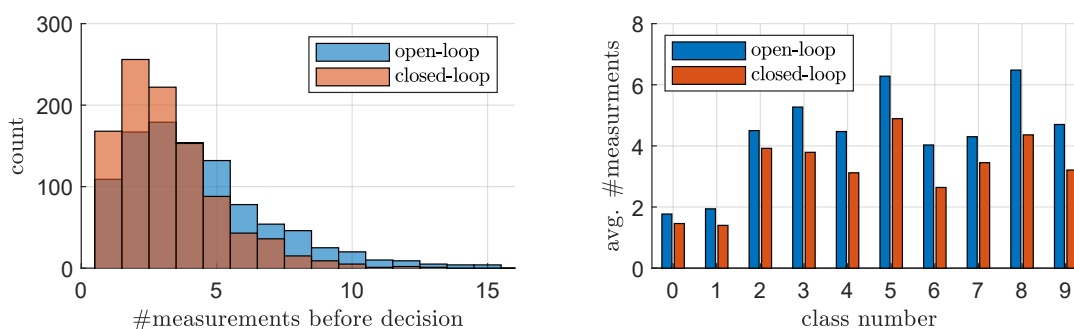 300
200
100
0
count
open-loop
closed-loop
0 5 10 15
#measurements before decision
8
6
4
2
0
avg. #measurments
open-loop
closed-loop
0 1 2 3 4 5 6 7 8 9
class number